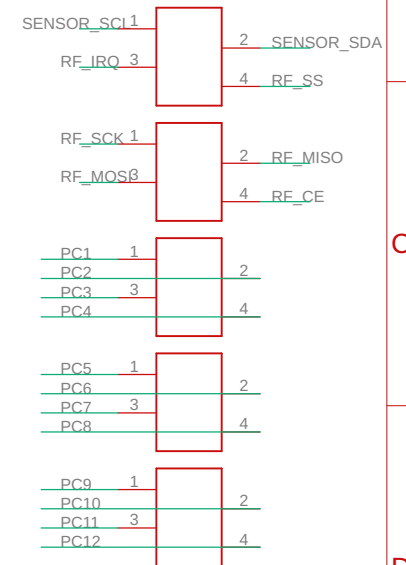 SENSOR_SCL 1
2 SENSOR_SDA
RF_IRQ 3
4 RF_SS
RF_SCK 1
2 RF_MISO
RF_MOSI 3
4 RF_CE
PC1 1
PC2 2
PC3 3
PC4 4
PC5 1
PC6 2
PC7 3
PC8 4
PC9 1
PC10 2
PC11 3
PC12 4